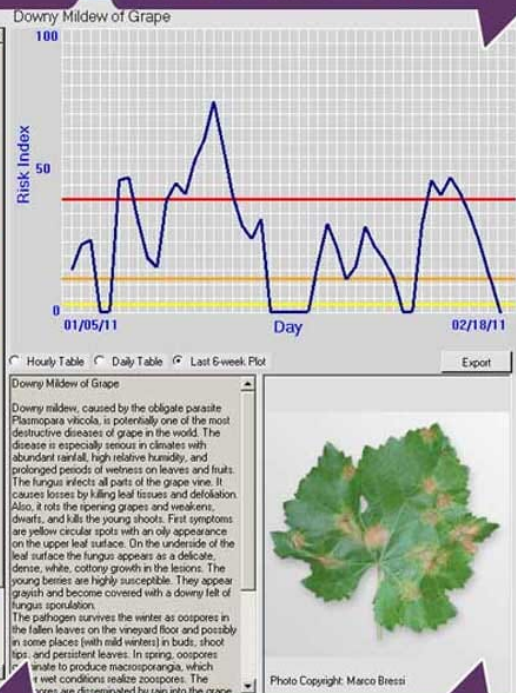 Downy Mildew of Grape
100
Risk Index
50
0
01/05/11
Day
02/18/11
Hourly Table
Daily Table
Last 6-week Plot
Export
Downy Mildew of Grape
Downy mildew, caused by the obligate parasite
Plasmopara viticola, is potentially one of the most
destructive diseases of grape in the world. The
disease is especially serious in climates with
abundant rainfall, high relative humidity, and
prolonged periods of wetness on leaves and fruits.
The fungus infects all parts of the grape vine. It
causes losses by killing leaf tissues and defoliation.
Also, it rots the ripening grapes and weakens,
dwarfs, and kills the young shoots. First symptoms
are yellow circular spots with an oily appearance
on the upper leaf surface. On the underside of the
leaf surface the fungus appears as a delicate,
dense, white, cottony growth in the lesions. The
young berries are highly susceptible. They appear
grayish and become covered with a downy felt of
fungus sporulation.
The pathogen survives the winter as oospores in
the fallen leaves on the vineyard floor and possibly
in some places (with mild winters) in buds, shoot
tips, and persistent leaves. In spring, oospores
to produce macrosporangia, which
wet conditions realize zoospores. The
are disseminated by rain into the grape
Photo Copyright: Marco Bressi